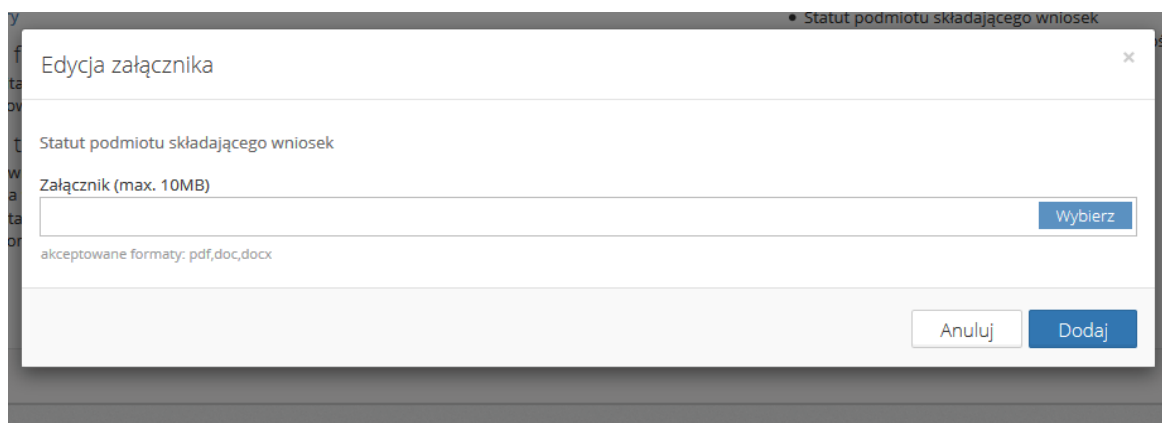 • Statut podmiotu składającego wniosek
Edycja załącznika
×
Statut podmiotu składającego wniosek
Załącznik (max. 10MB)
Wybierz
akceptowane formaty: pdf,doc,docx
Anuluj
Dodaj